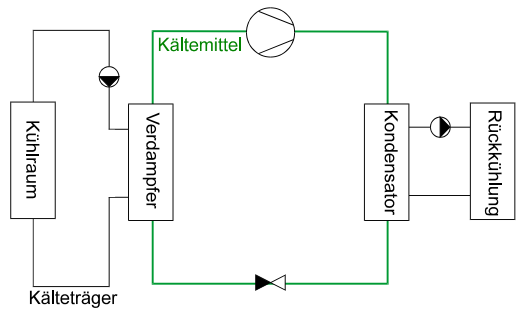 Kältemittel
Kühlraum
Verdampfer
Kondensator
Rückkühlung
Kälteträger